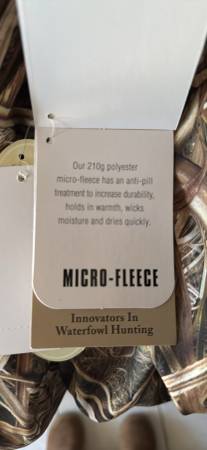 Our 210g polyester
micro-fleece has an anti-pill
treatment to increase durability,
holds in warmth, wicks
moisture and dries quickly.
MICRO-FLEECE
Innovators In
Waterfowl Hunting